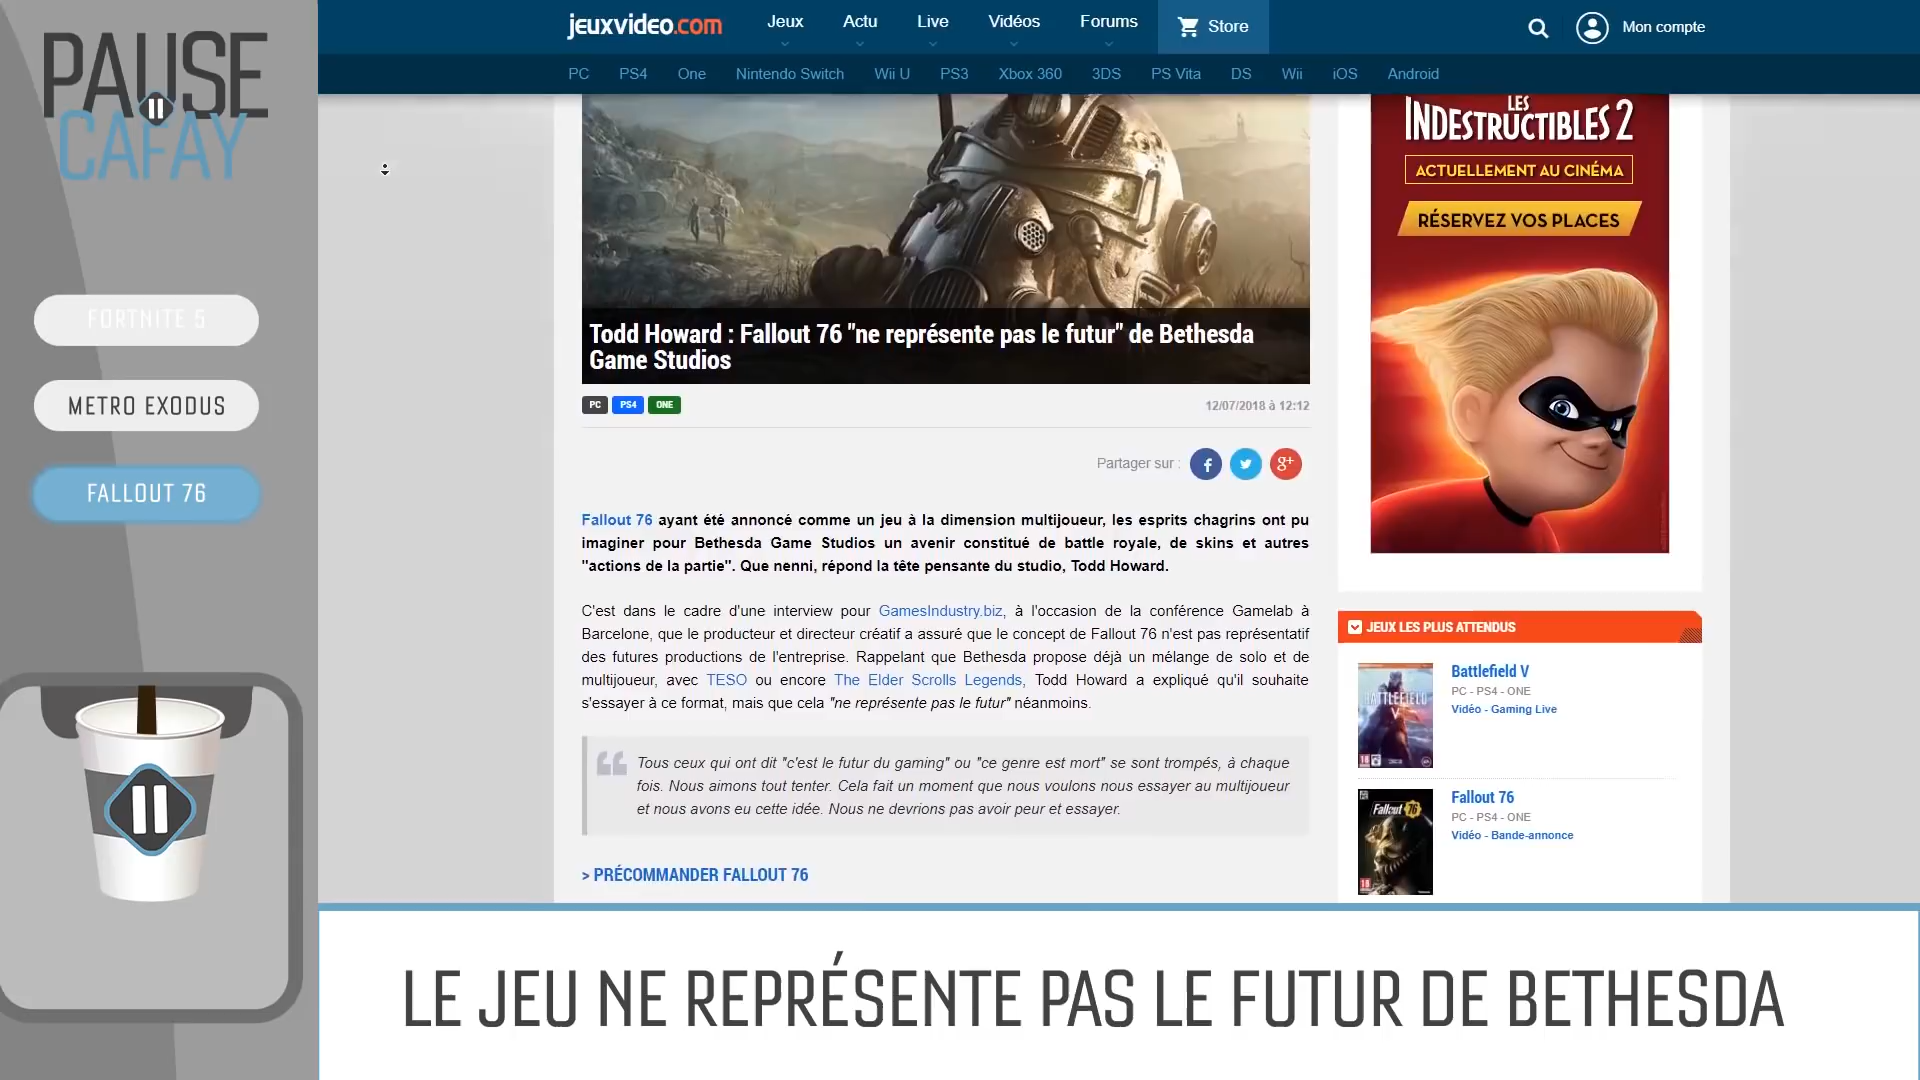 PAUSE
CAFAY
FORTNITE 5
METRO EXODUS
FALLOUT 76
jeuxvideo.com
Jeux
Actu
Live
Vidéos
Forums
Store
Mon compte
PC
PS4
One
Nintendo Switch
Wii U
PS3
Xbox 360
3DS
PS Vita
DS
Wii
iOS
Android
Todd Howard : Fallout 76 "ne représente pas le futur" de Bethesda
Game Studios
PC
PS4
ONE
12/07/2018 à 12:12
Partager sur :
f
g+
Fallout 76 ayant été annoncé comme un jeu à la dimension multijoueur, les esprits chagrins ont pu
imaginer pour Bethesda Game Studios un avenir constitué de battle royale, de skins et autres
"actions de la partie". Que nenni, répond la tête pensante du studio, Todd Howard.
C'est dans le cadre d'une interview pour GamesIndustry.biz, à l'occasion de la conférence Gamelab à
Barcelone, que le producteur et directeur créatif a assuré que le concept de Fallout 76 n'est pas représentatif
des futures productions de l'entreprise. Rappelant que Bethesda propose déjà un mélange de solo et de
multijoueur, avec TESO ou encore The Elder Scrolls Legends, Todd Howard a expliqué qu'il souhaite
s'essayer à ce format, mais que cela "ne représente pas le futur" néanmoins.
Tous ceux qui ont dit "c'est le futur du gaming" ou "ce genre est mort" se sont trompés, à chaque
fois. Nous aimons tout tenter. Cela fait un moment que nous voulons nous essayer au multijoueur
et nous avons eu cette idée. Nous ne devrions pas avoir peur et essayer.
> PRÉCOMMANDER FALLOUT 76
LES
INDESTRUCTIBLES 2
ACTUELLEMENT AU CINÉMA
RÉSERVEZ VOS PLACES
JEUX LES PLUS ATTENDUS
BATTLEFIELD
V
18
Battlefield V
PC - PS4 - ONE
Vidéo - Gaming Live
Fallout 76
18
Fallout 76
PC - PS4 - ONE
Vidéo - Bande-annonce
LE JEU NE REPRÉSENTE PAS LE FUTUR DE BETHESDA